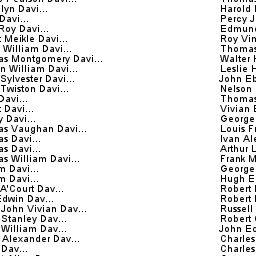 Davi...
lyn Davi... Harold
Davi... Percy J
Roy Davi... Edmund
Meikle Davi... Roy Vin
William Davi... Thomas
as Montgomery Davi... Walter H
n William Davi... Leslie H
Sylvester Davi... John Eb
Twiston Davi... Nelson
Davi... Thomas
Davi... Vivian E
y Davi... George
as Vaughan Davi... Louis Fr
as Davi... Ivan Ale
as Davi... Arthur L
as William Davi... Frank M
m Davi... George
m Davi... Hugh E
A'Court Dav... Robert
Edwin Dav... Robert
John Vivian Dav... Russell
Stanley Dav... Robert
William Dav... John Ed
Alexander Dav... Charles
Dav... Charles